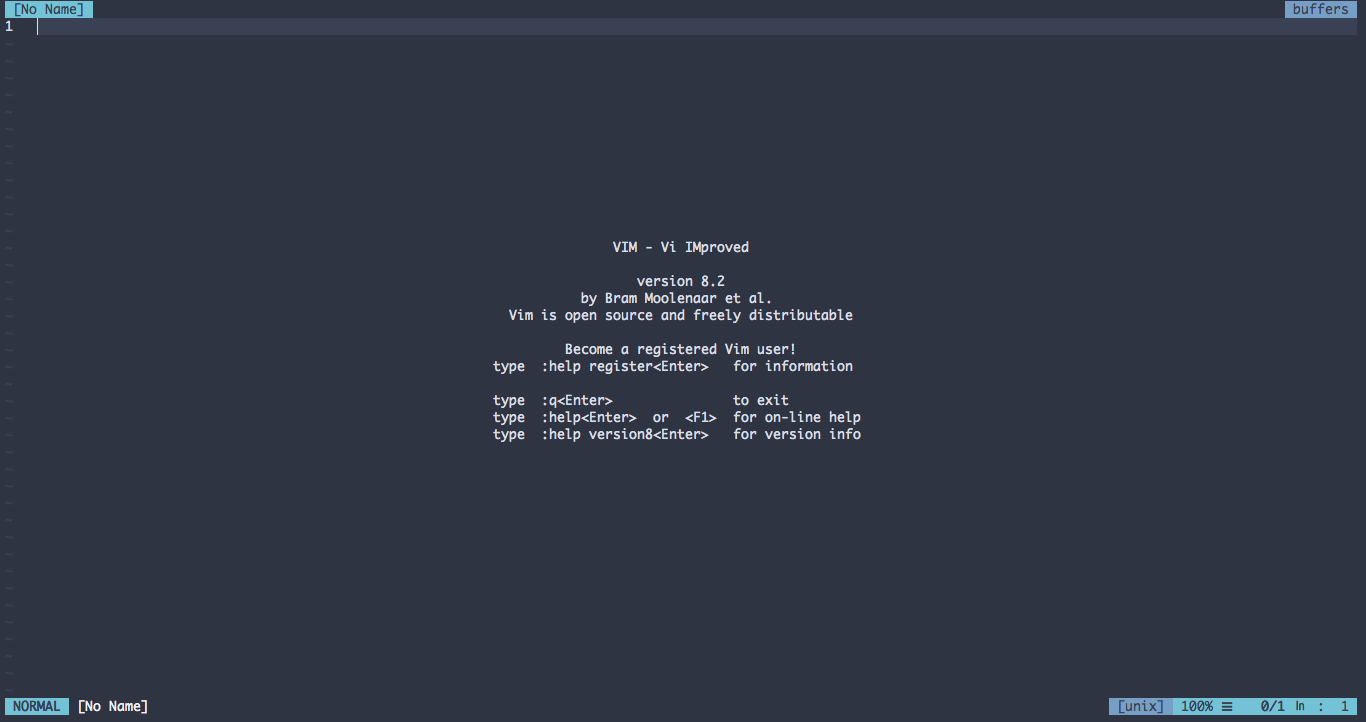 [No Name] buffers
1
VIM - Vi IMproved
version 8.2
by Bram Moolenaar et al.
Vim is open source and freely distributable
Become a registered Vim user!
type :help register<Enter> for information
type :q<Enter> to exit
type :help<Enter> or <F1> for on-line help
type :help version8<Enter> for version info
NORMAL [No Name] [unix] 100% ☰ 0/1 ln : 1